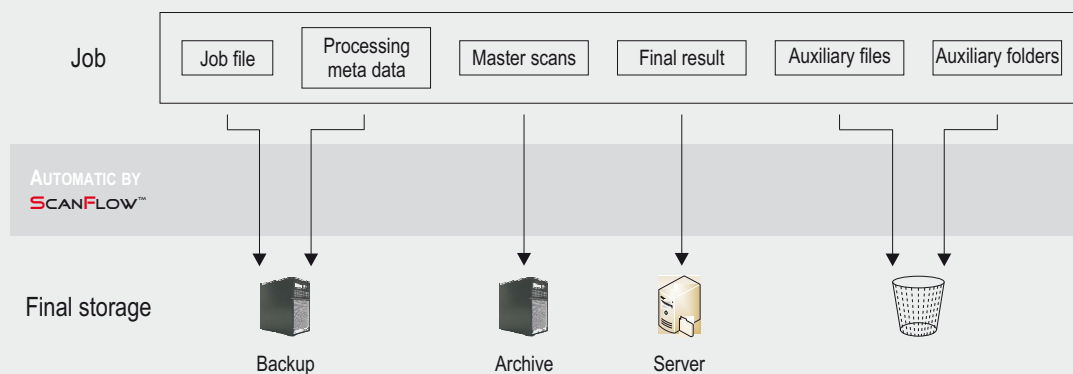 Job
Job file
Processing
meta data
Master scans
Final result
Auxiliary files
Auxiliary folders
AUTOMATIC BY
SCANFLOW™
Final storage
Backup
Archive
Server